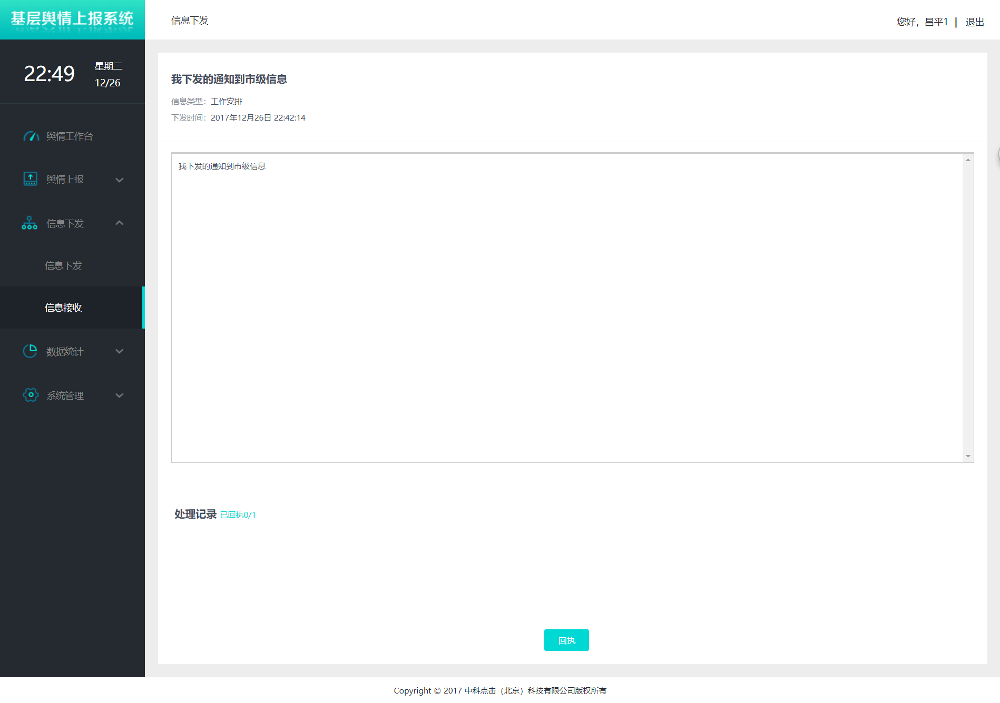 基层舆情上报系统
信息下发
您好，昌平1 | 退出
22:49
星期二
12/26
舆情工作台
舆情上报
信息下发
信息下发
信息接收
数据统计
系统管理
我下发的通知到市级信息
信息类型：工作安排
下发时间：2017年12月26日 22:42:14
我下发的通知到市级信息
处理记录 已回执0/1
回执
Copyright © 2017 中科点击（北京）科技有限公司版权所有